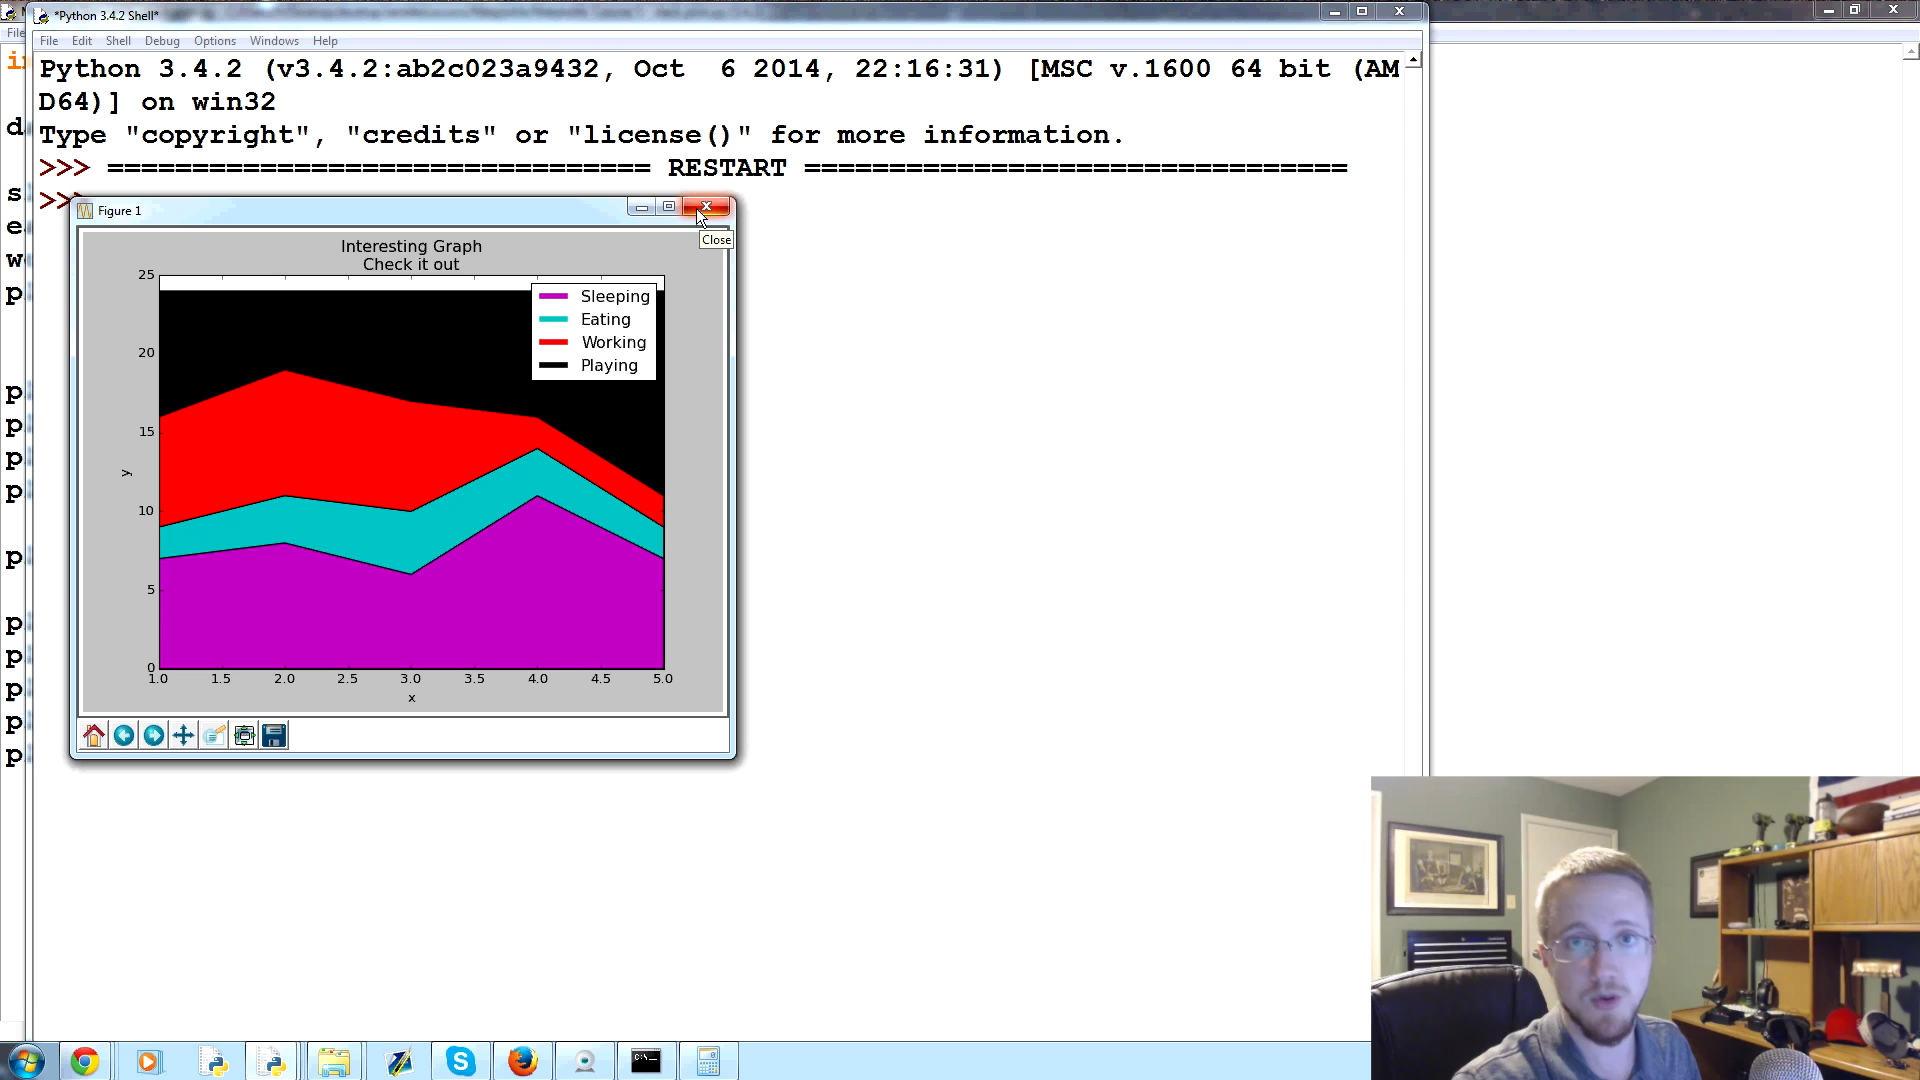 *Python 3.4.2 Shell*
File Edit Shell Debug Options Windows Help
Python 3.4.2 (v3.4.2:ab2c023a9432, Oct  6 2014, 22:16:31) [MSC v.1600 64 bit (AM
D64)] on win32
Type "copyright", "credits" or "license()" for more information.
>>> ================================ RESTART ================================
>>>
Figure 1
Close
Interesting Graph
Check it out
25
20
15
10
5
0
y
Sleeping
Eating
Working
Playing
1.0 1.5 2.0 2.5 3.0 3.5 4.0 4.5 5.0
x
File